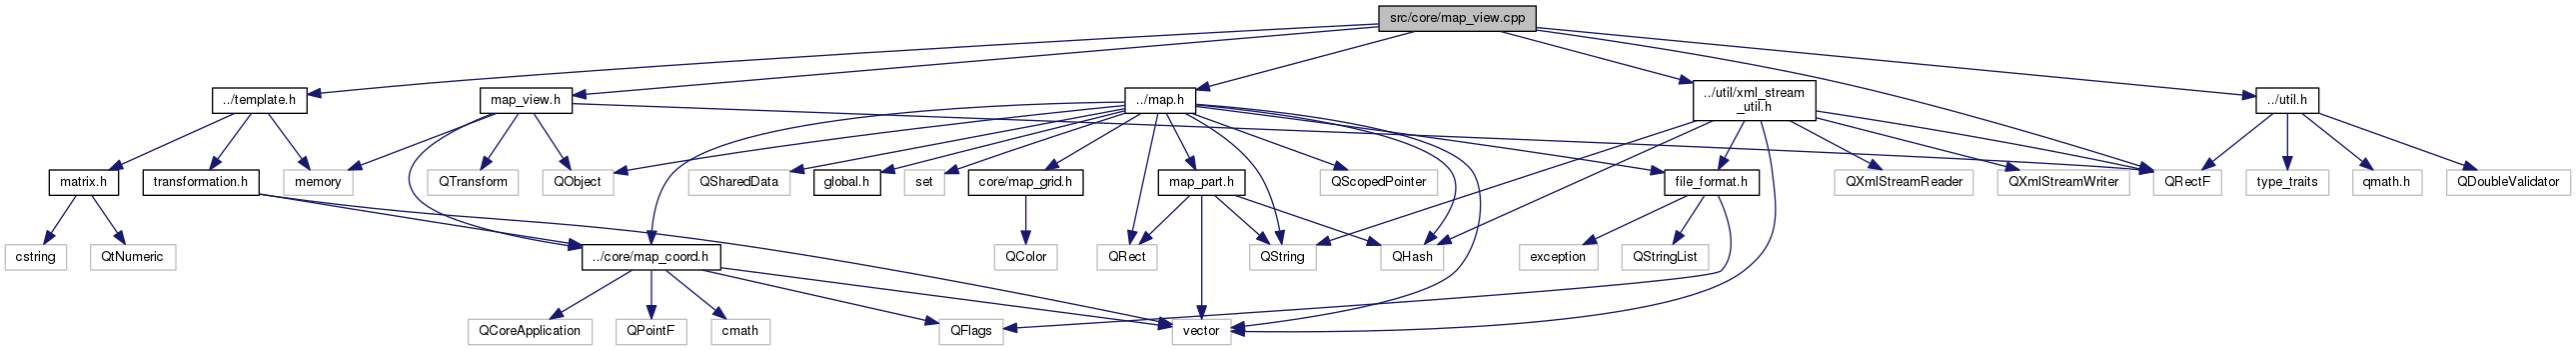 src/core/map_view.cpp
../template.h
map_view.h
../map.h
../util/xml_stream
_util.h
../util.h
matrix.h
transformation.h
memory
QTransform
QObject
QSharedData
global.h
set
core/map_grid.h
map_part.h
QScopedPointer
file_format.h
QXmlStreamReader
QXmlStreamWriter
QRectF
type_traits
qmath.h
QDoubleValidator
cstring
QtNumeric
../core/map_coord.h
QColor
QRect
QString
QHash
exception
QStringList
QCoreApplication
QPointF
cmath
QFlags
vector